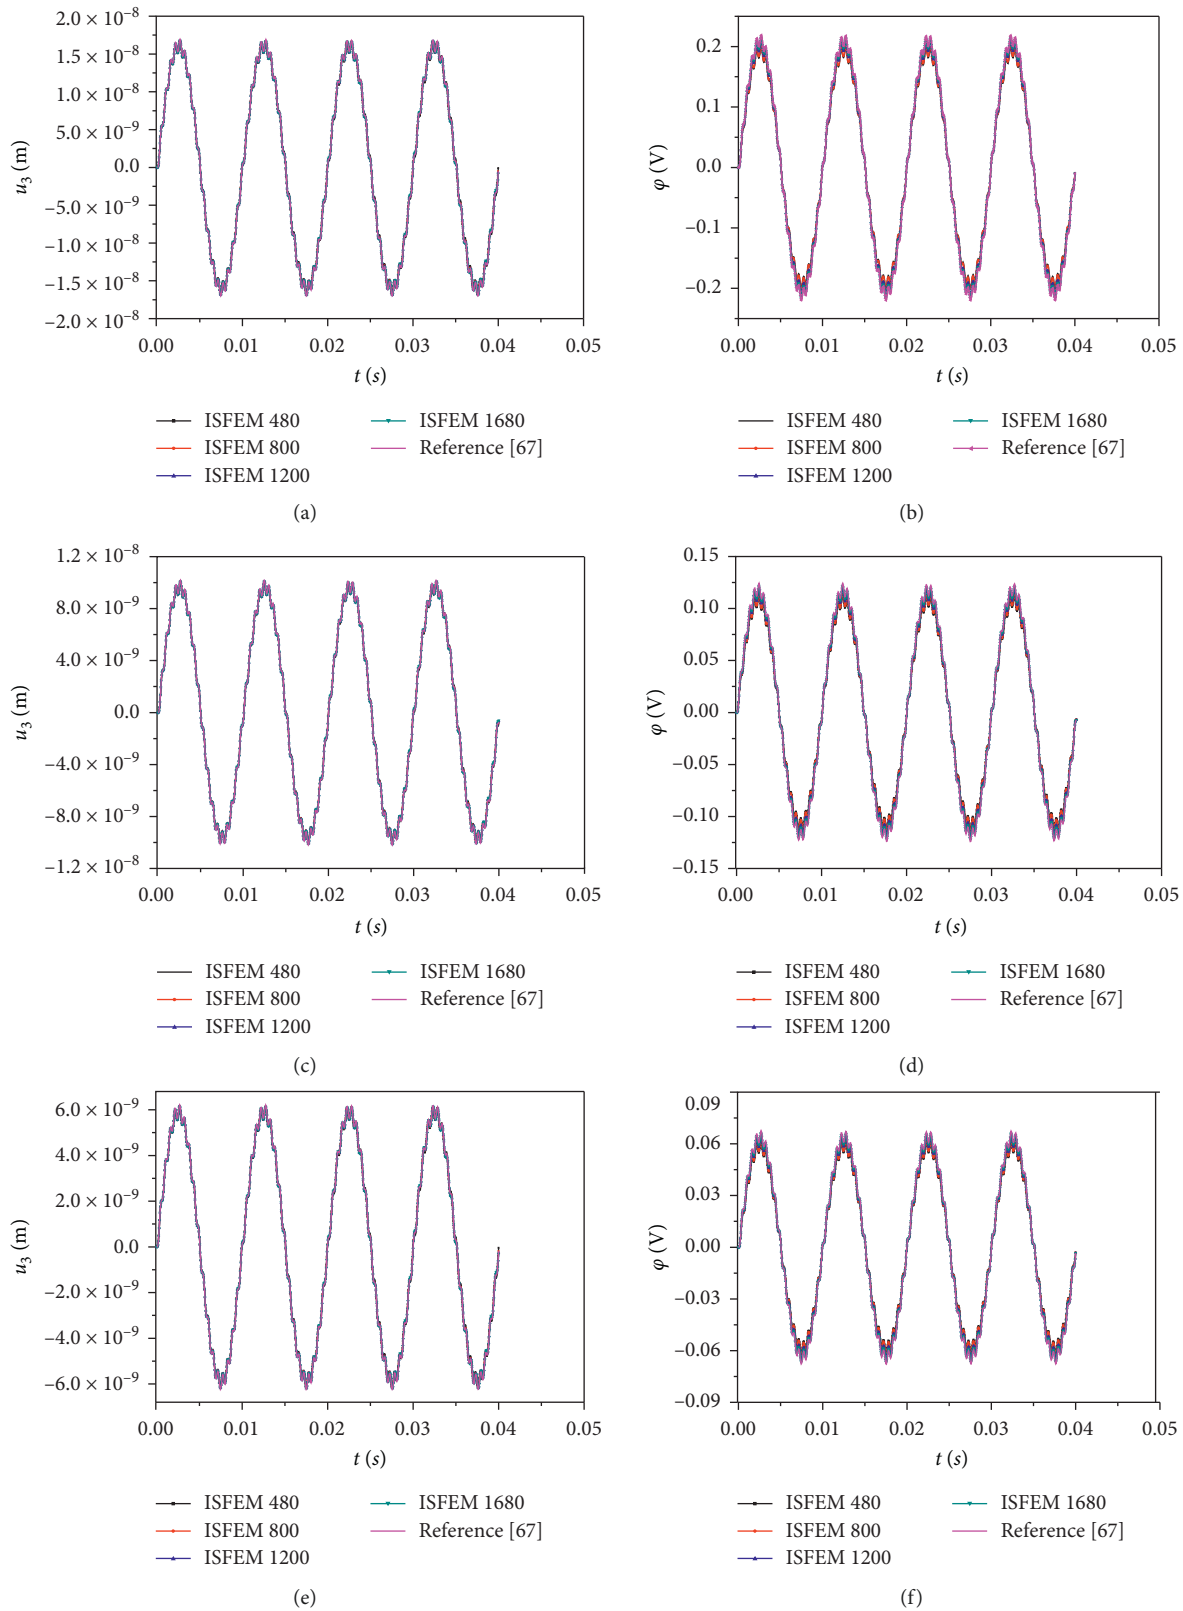 2.0 × 10⁻⁸
1.5 × 10⁻⁸
1.0 × 10⁻⁸
5.0 × 10⁻⁹
0.0
−5.0 × 10⁻⁹
−1.0 × 10⁻⁸
−1.5 × 10⁻⁸
−2.0 × 10⁻⁸
u₃ (m)
0.00 0.01 0.02 0.03 0.04 0.05
t (s)
ISFEM 480
ISFEM 800
ISFEM 1200
ISFEM 1680
Reference [67]
(a)
0.2
0.1
0.0
−0.1
−0.2
φ (V)
0.00 0.01 0.02 0.03 0.04 0.05
t (s)
ISFEM 480
ISFEM 800
ISFEM 1200
ISFEM 1680
Reference [67]
(b)
1.2 × 10⁻⁸
8.0 × 10⁻⁹
4.0 × 10⁻⁹
0.0
−4.0 × 10⁻⁹
−8.0 × 10⁻⁹
−1.2 × 10⁻⁸
u₃ (m)
0.00 0.01 0.02 0.03 0.04 0.05
t (s)
ISFEM 480
ISFEM 800
ISFEM 1200
ISFEM 1680
Reference [67]
(c)
0.15
0.10
0.05
0.00
−0.05
−0.10
−0.15
φ (V)
0.00 0.01 0.02 0.03 0.04 0.05
t (s)
ISFEM 480
ISFEM 800
ISFEM 1200
ISFEM 1680
Reference [67]
(d)
6.0 × 10⁻⁹
4.0 × 10⁻⁹
2.0 × 10⁻⁹
0.0
−2.0 × 10⁻⁹
−4.0 × 10⁻⁹
−6.0 × 10⁻⁹
u₃ (m)
0.00 0.01 0.02 0.03 0.04 0.05
t (s)
ISFEM 480
ISFEM 800
ISFEM 1200
ISFEM 1680
Reference [67]
(e)
0.09
0.06
0.03
0.00
−0.03
−0.06
−0.09
φ (V)
0.00 0.01 0.02 0.03 0.04 0.05
t (s)
ISFEM 480
ISFEM 800
ISFEM 1200
ISFEM 1680
Reference [67]
(f)